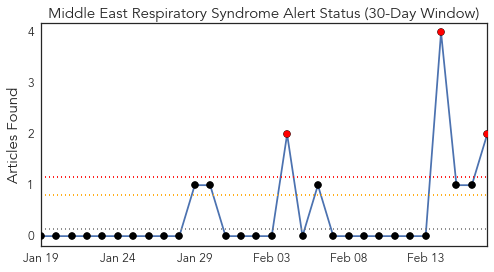 Middle East Respiratory Syndrome Alert Status (30-Day Window)
Articles Found
4
3
2
1
0
Jan 19
Jan 24
Jan 29
Feb 03
Feb 08
Feb 13